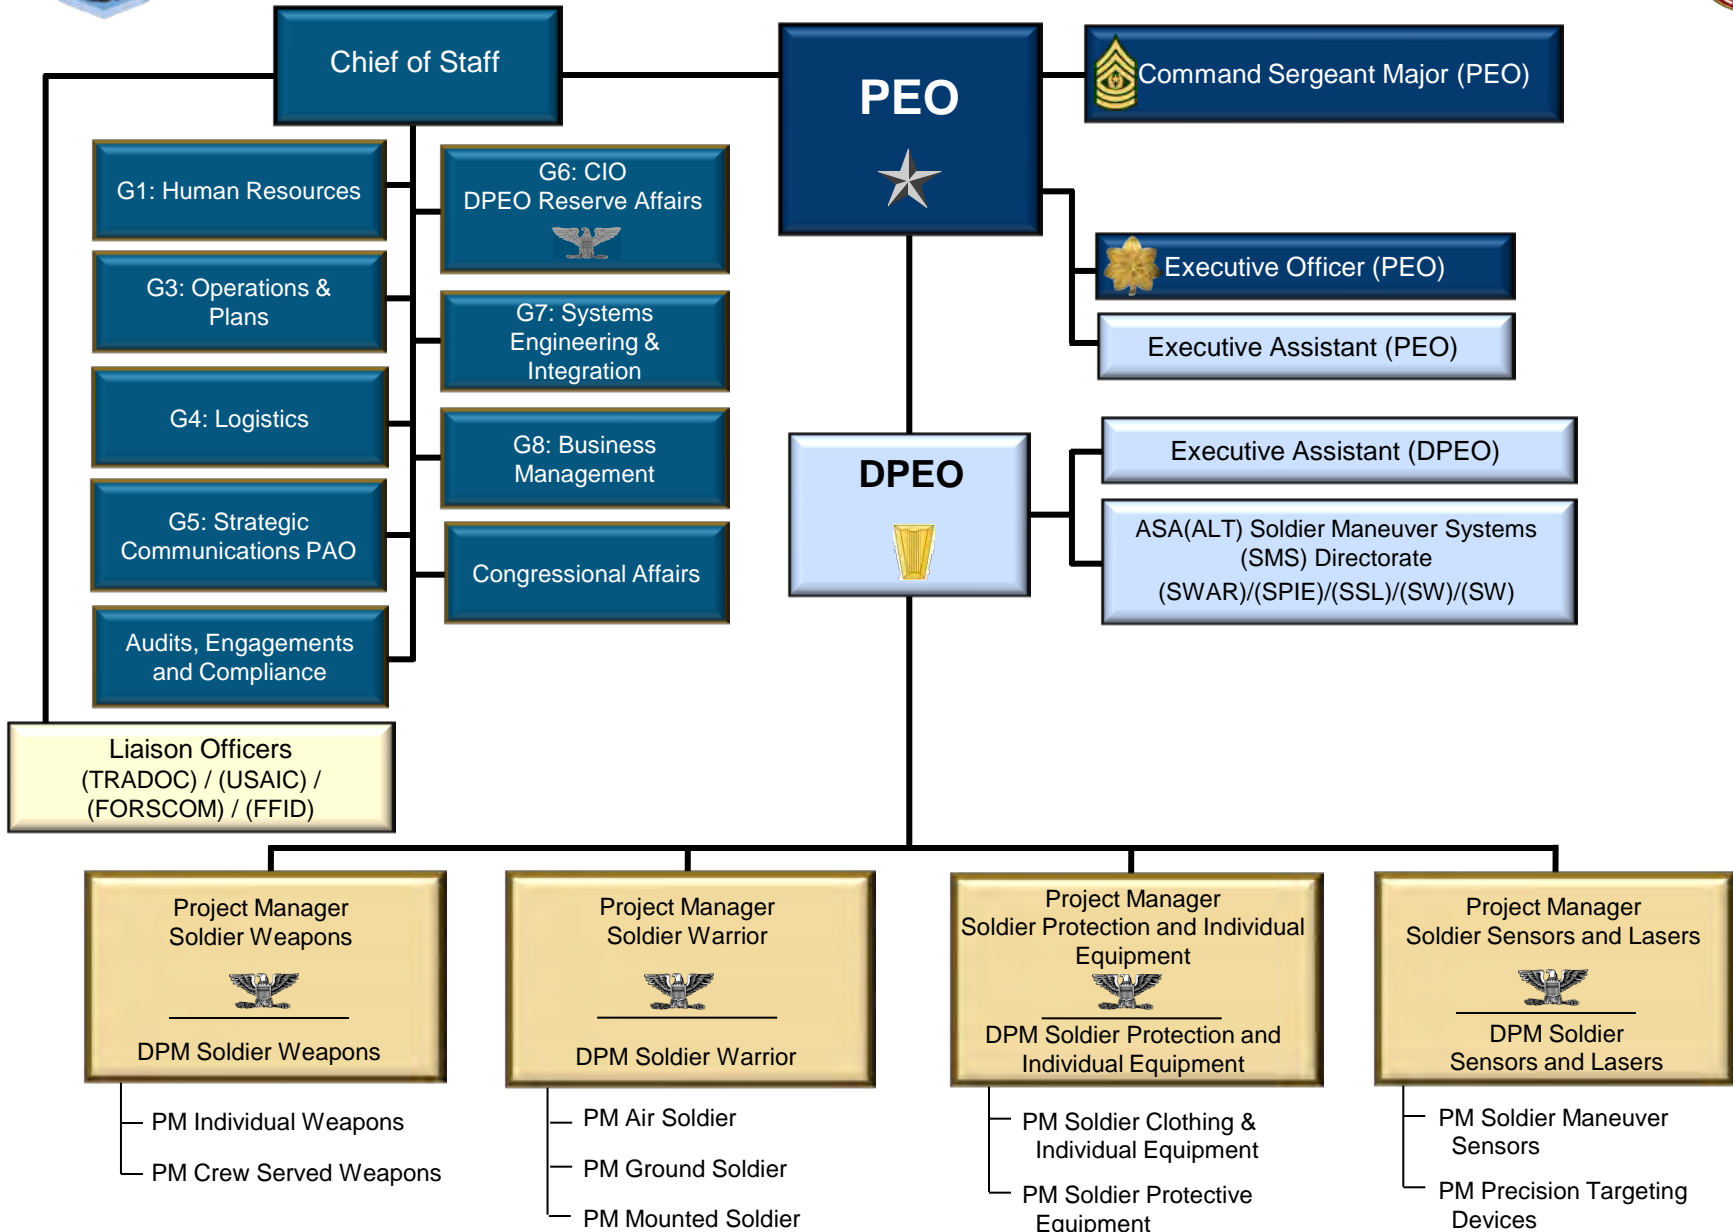 Chief of Staff
PEO
Command Sergeant Major (PEO)
G1: Human Resources
G6: CIO
DPEO Reserve Affairs
G3: Operations &
Plans
G7: Systems
Engineering &
Integration
Executive Officer (PEO)
Executive Assistant (PEO)
G4: Logistics
G8: Business
Management
DPEO
Executive Assistant (DPEO)
G5: Strategic
Communications PAO
Congressional Affairs
ASA(ALT) Soldier Maneuver Systems
(SMS) Directorate
(SWAR)/(SPIE)/(SSL)/(SW)/(SW)
Audits, Engagements
and Compliance
Liaison Officers
(TRADOC) / (USAIC) /
(FORSCOM) / (FFID)
Project Manager
Soldier Weapons
DPM Soldier Weapons
PM Individual Weapons
PM Crew Served Weapons
Project Manager
Soldier Warrior
DPM Soldier Warrior
PM Air Soldier
PM Ground Soldier
PM Mounted Soldier
Project Manager
Soldier Protection and Individual
Equipment
DPM Soldier Protection and
Individual Equipment
PM Soldier Clothing &
Individual Equipment
PM Soldier Protective
Equipment
Project Manager
Soldier Sensors and Lasers
DPM Soldier
Sensors and Lasers
PM Soldier Maneuver
Sensors
PM Precision Targeting
Devices